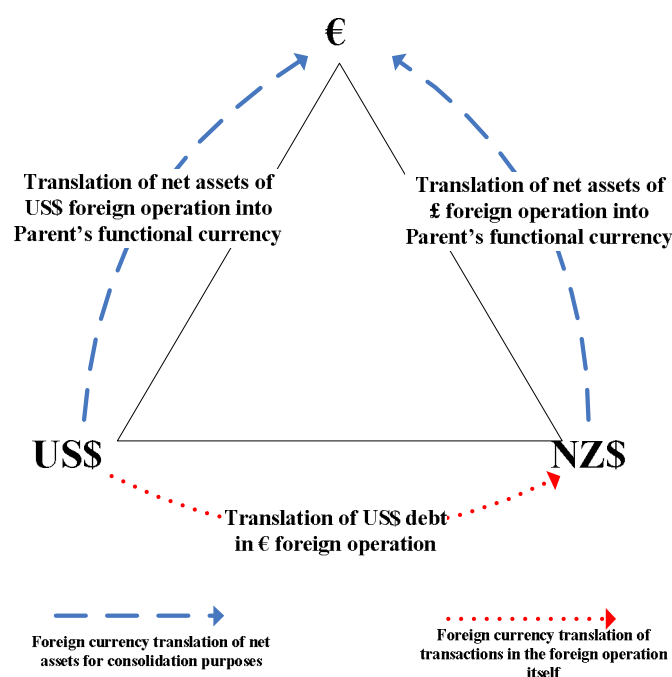 €
Translation of net assets of
US$ foreign operation into
Parent's functional currency
Translation of net assets of
£ foreign operation into
Parent's functional currency
US$
NZ$
Translation of US$ debt
in € foreign operation
Foreign currency translation of net
assets for consolidation purposes
Foreign currency translation of
transactions in the foreign operation
itself